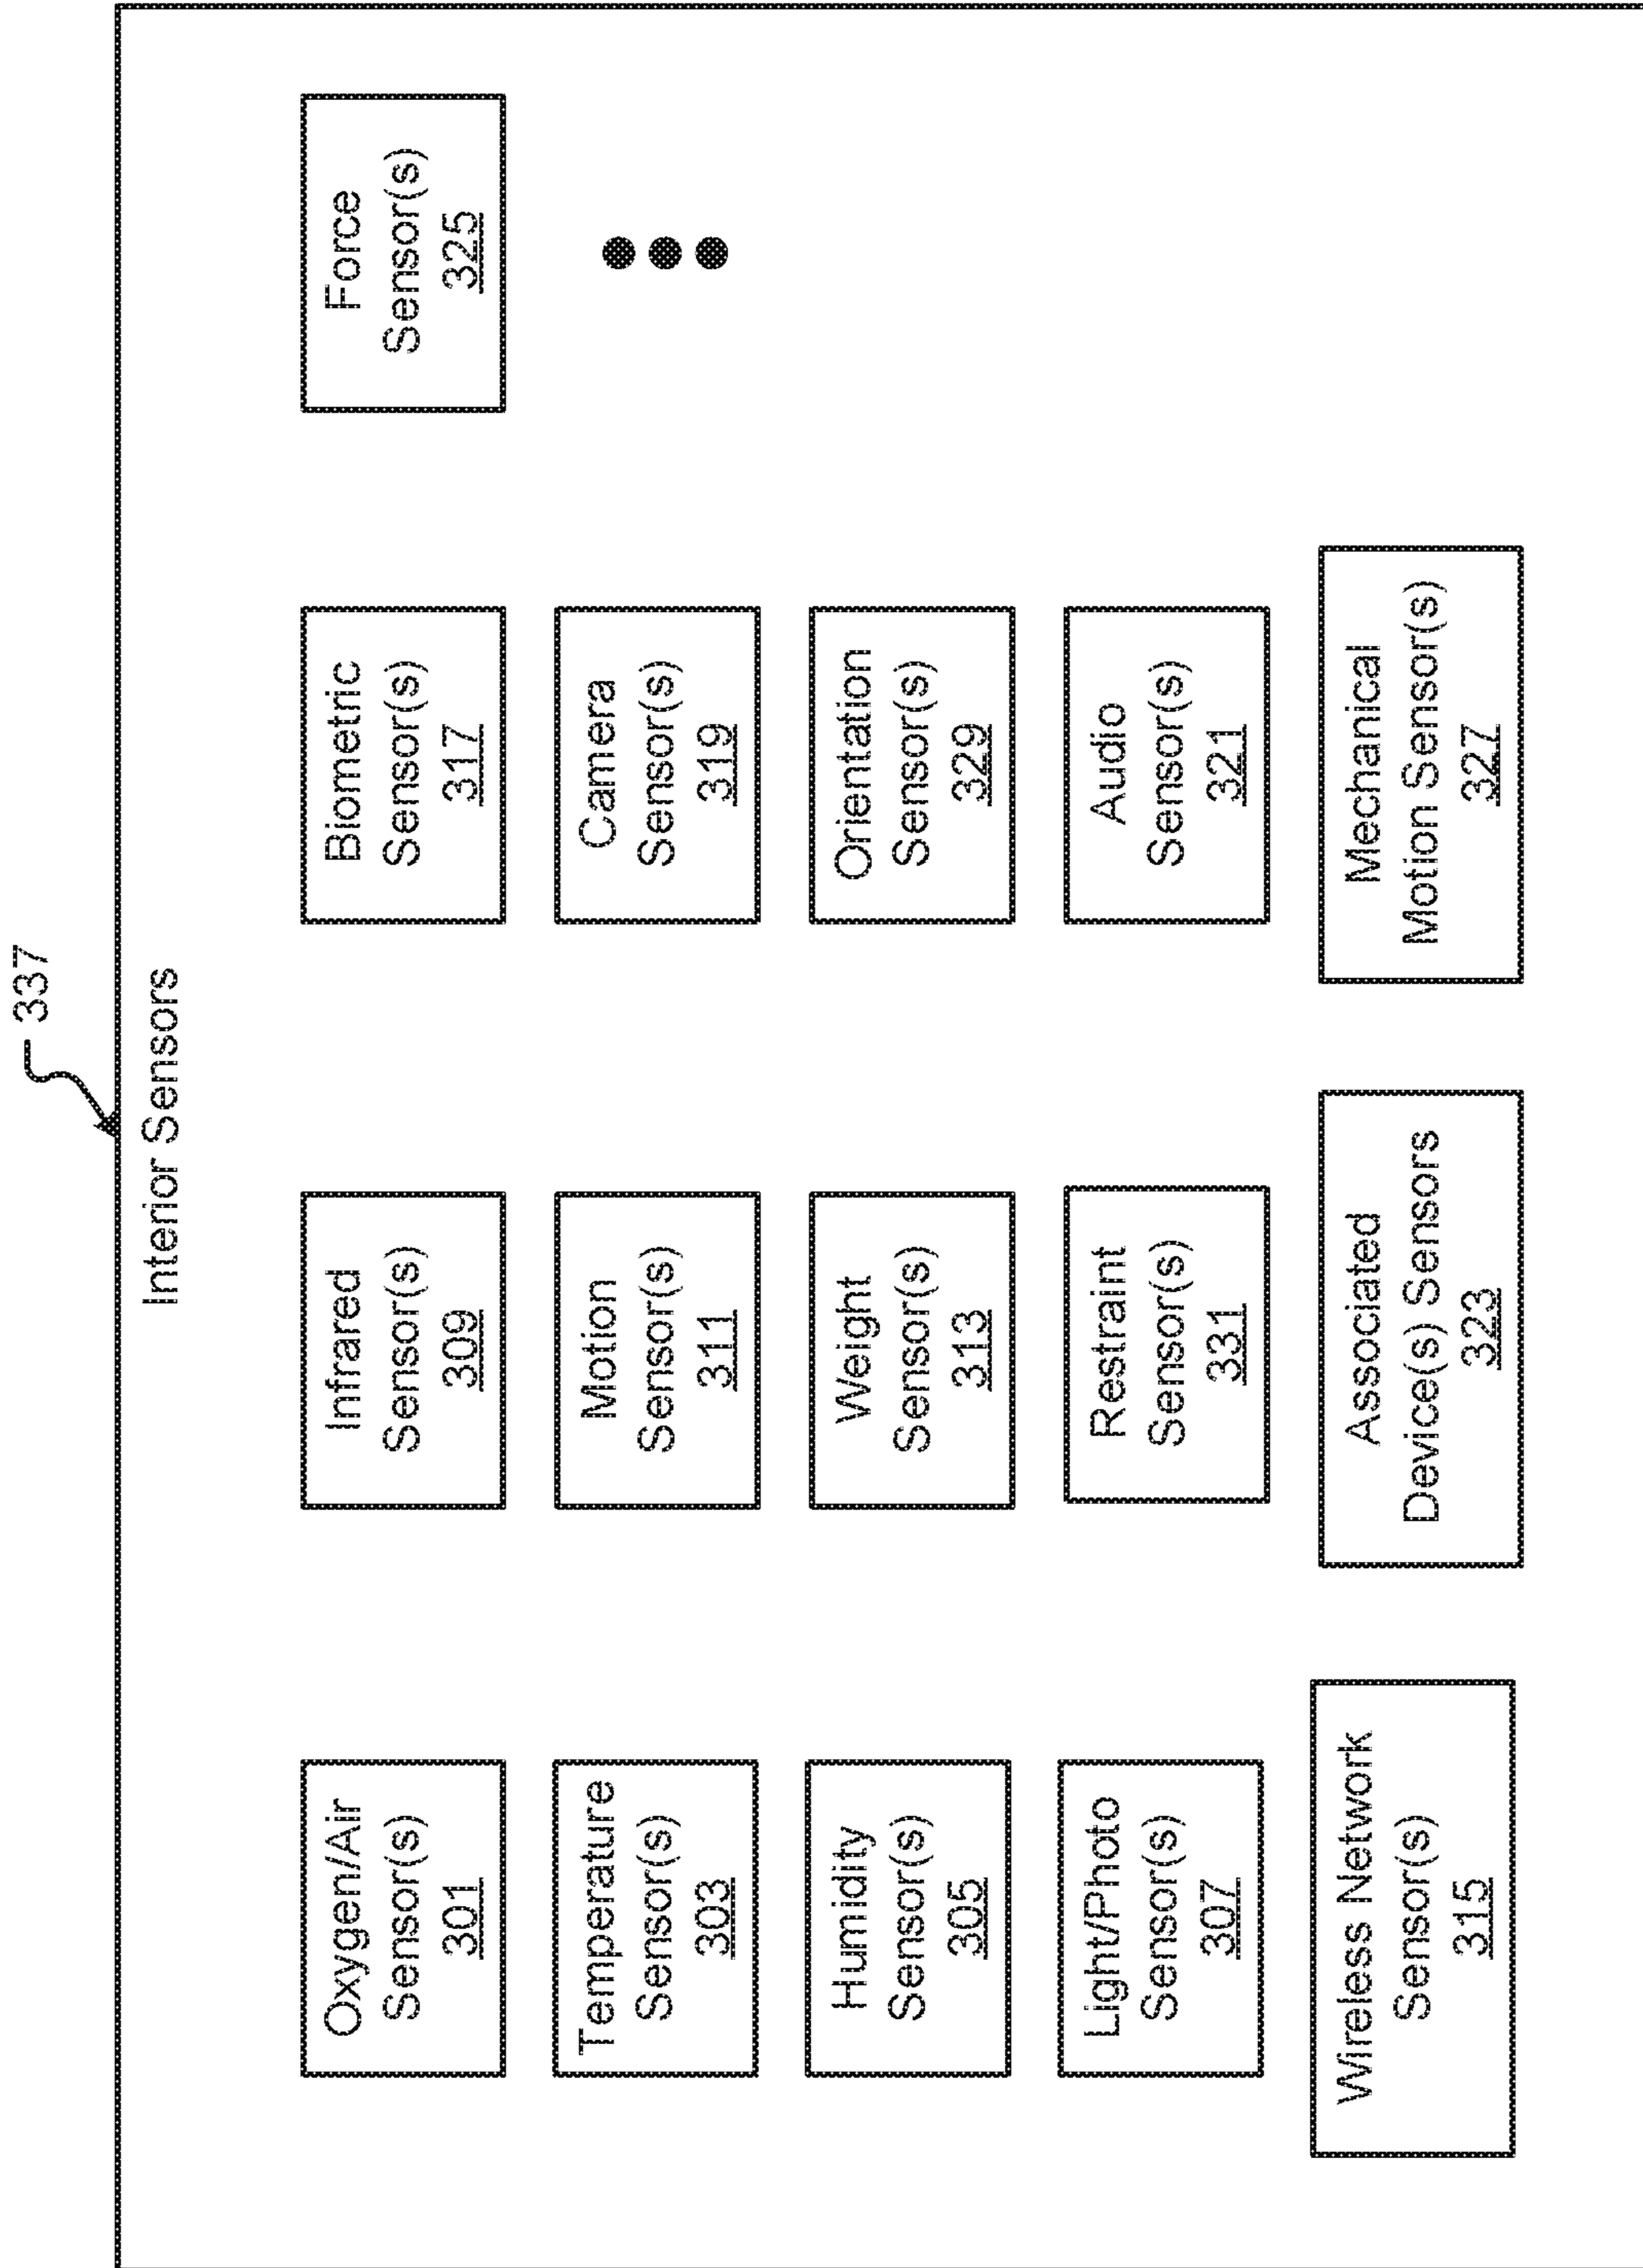 337
Interior Sensors
Oxygen/Air
Sensor(s)
301
Temperature
Sensor(s)
303
Humidity
Sensor(s)
305
Light/Photo
Sensor(s)
307
Wireless Network
Sensor(s)
315
Infrared
Sensor(s)
309
Motion
Sensor(s)
311
Weight
Sensor(s)
313
Restraint
Sensor(s)
331
Associated
Device(s) Sensors
323
Biometric
Sensor(s)
317
Camera
Sensor(s)
319
Orientation
Sensor(s)
329
Audio
Sensor(s)
321
Mechanical
Motion Sensor(s)
327
Force
Sensor(s)
325